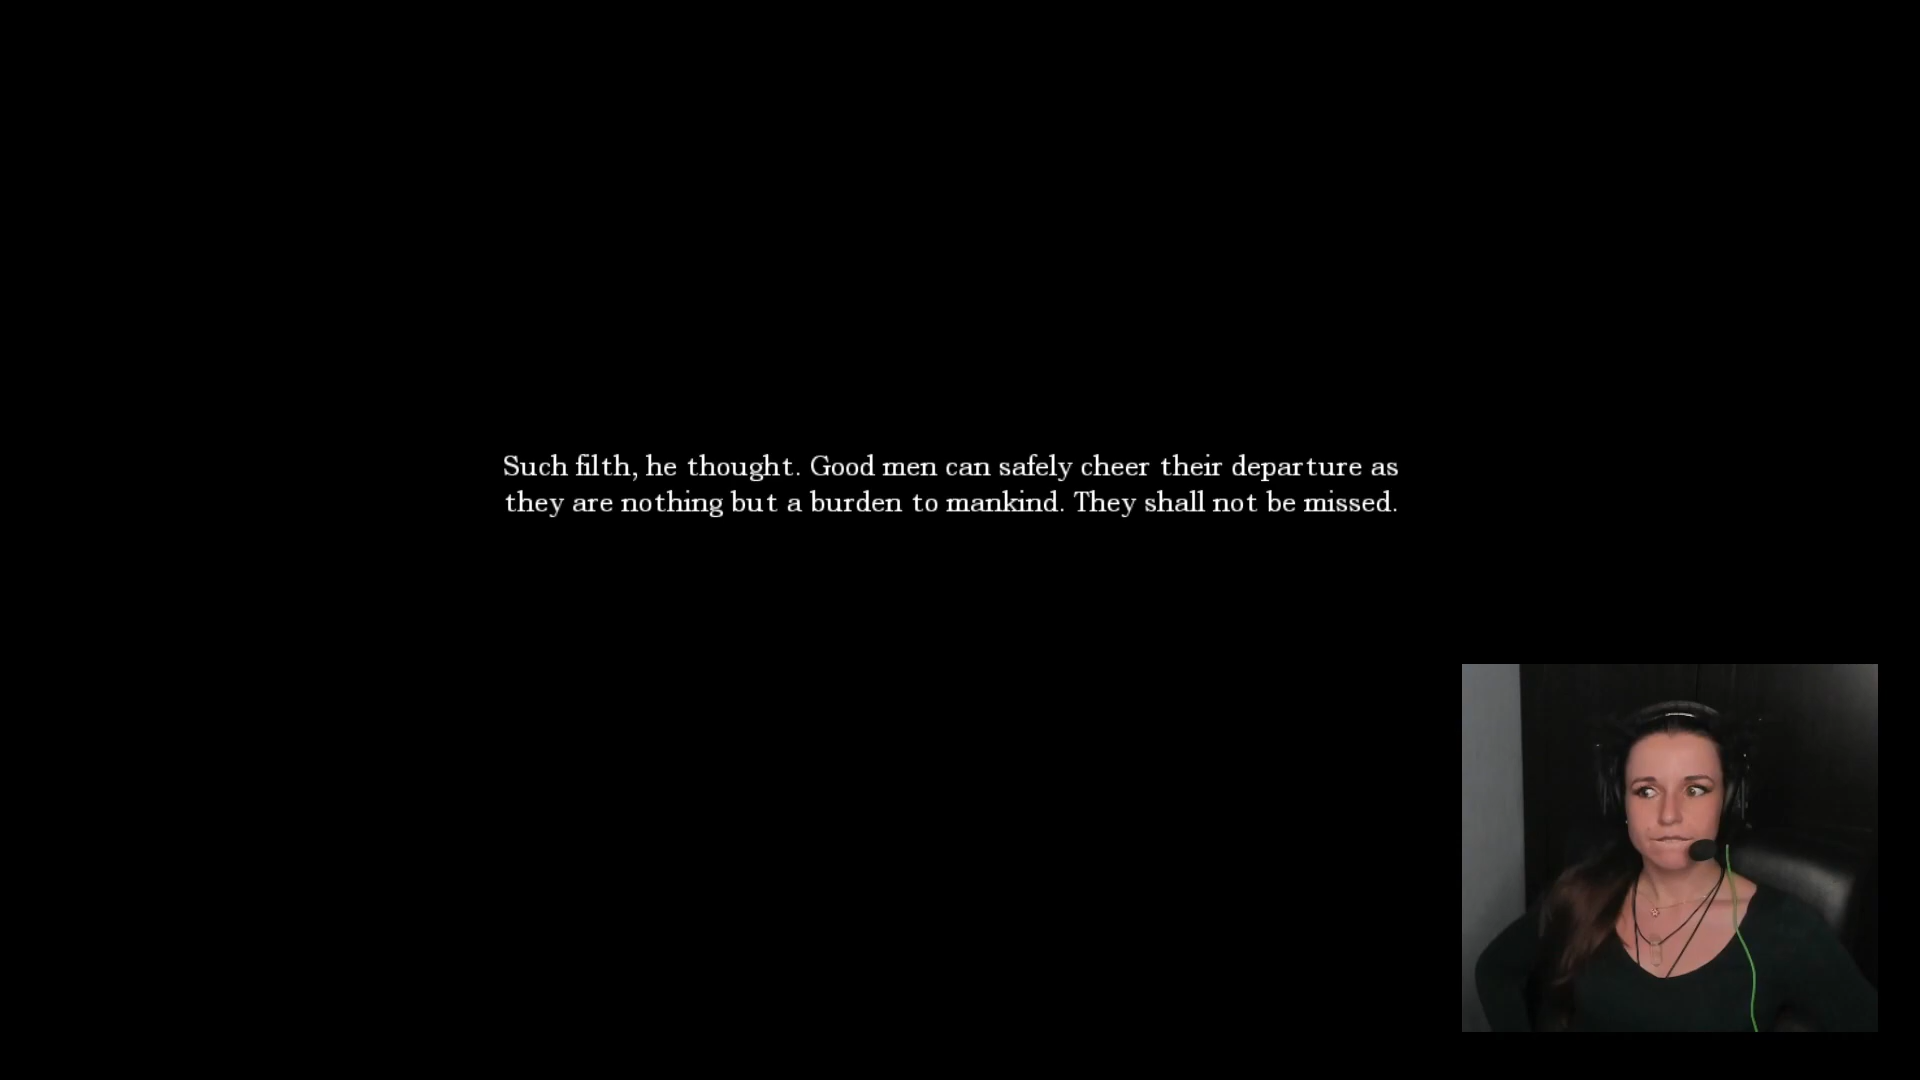 Such filth, he thought. Good men can safely cheer their departure as
they are nothing but a burden to mankind. They shall not be missed.